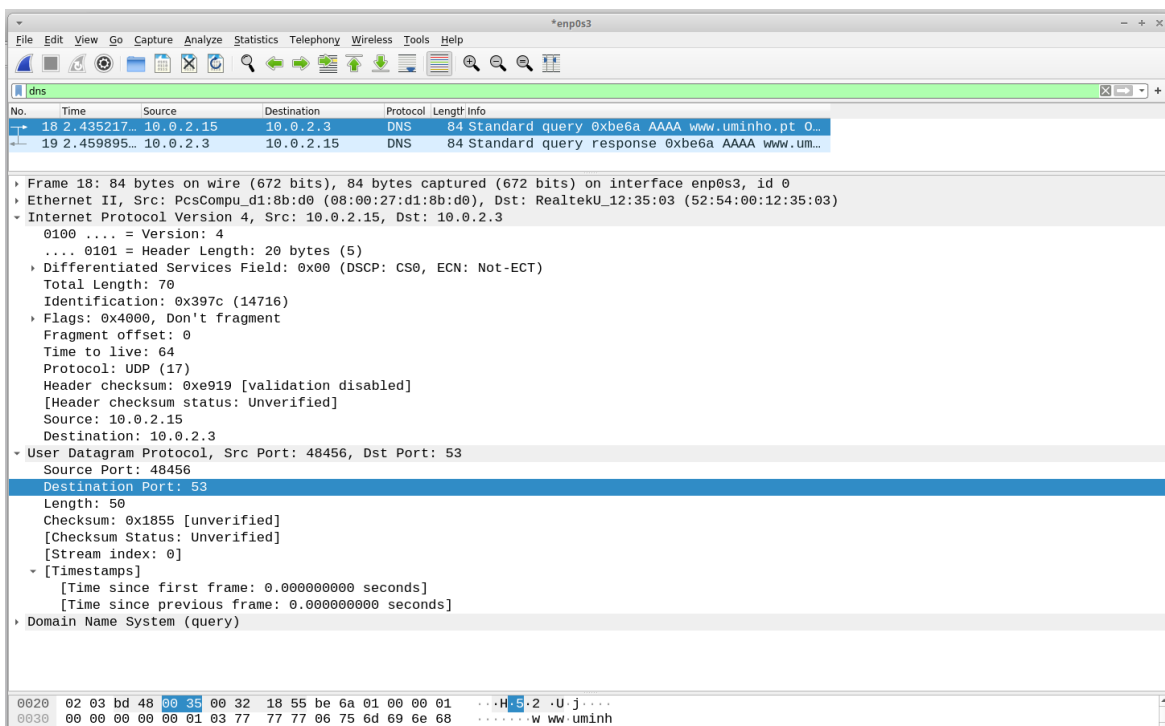 *enp0s3
File Edit View Go Capture Analyze Statistics Telephony Wireless Tools Help
dns
No. Time Source Destination Protocol Length Info
18 2.435217… 10.0.2.15 10.0.2.3 DNS 84 Standard query 0xbe6a AAAA www.uminho.pt O…
19 2.459895… 10.0.2.3 10.0.2.15 DNS 84 Standard query response 0xbe6a AAAA www.um…
Frame 18: 84 bytes on wire (672 bits), 84 bytes captured (672 bits) on interface enp0s3, id 0
Ethernet II, Src: PcsCompu_d1:8b:d0 (08:00:27:d1:8b:d0), Dst: RealtekU_12:35:03 (52:54:00:12:35:03)
Internet Protocol Version 4, Src: 10.0.2.15, Dst: 10.0.2.3
0100 .... = Version: 4
.... 0101 = Header Length: 20 bytes (5)
Differentiated Services Field: 0x00 (DSCP: CS0, ECN: Not-ECT)
Total Length: 70
Identification: 0x397c (14716)
Flags: 0x4000, Don't fragment
Fragment offset: 0
Time to live: 64
Protocol: UDP (17)
Header checksum: 0xe919 [validation disabled]
[Header checksum status: Unverified]
Source: 10.0.2.15
Destination: 10.0.2.3
User Datagram Protocol, Src Port: 48456, Dst Port: 53
Source Port: 48456
Destination Port: 53
Length: 50
Checksum: 0x1855 [unverified]
[Checksum Status: Unverified]
[Stream index: 0]
[Timestamps]
[Time since first frame: 0.000000000 seconds]
[Time since previous frame: 0.000000000 seconds]
Domain Name System (query)
0020 02 03 bd 48 00 35 00 32 18 55 be 6a 01 00 00 01 ···H·5·2 ·U·j····
0030 00 00 00 00 00 01 03 77 77 77 06 75 6d 69 6e 68 ·······w ww·uminh